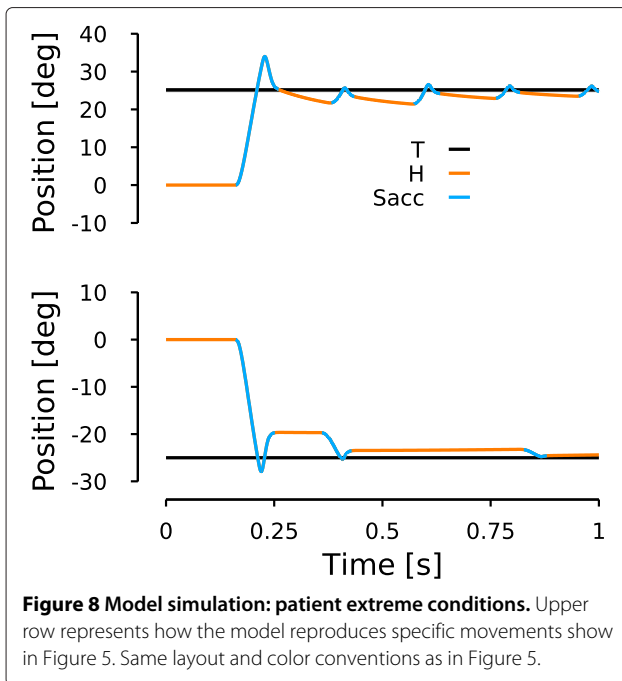 40
30
20
10
0
-10
Position [deg]
T
H
Sacc
10
0
-10
-20
-30
Position [deg]
0 0.25 0.5 0.75 1
Time [s]
Figure 8 Model simulation: patient extreme conditions. Upper
row represents how the model reproduces specific movements show
in Figure 5. Same layout and color conventions as in Figure 5.